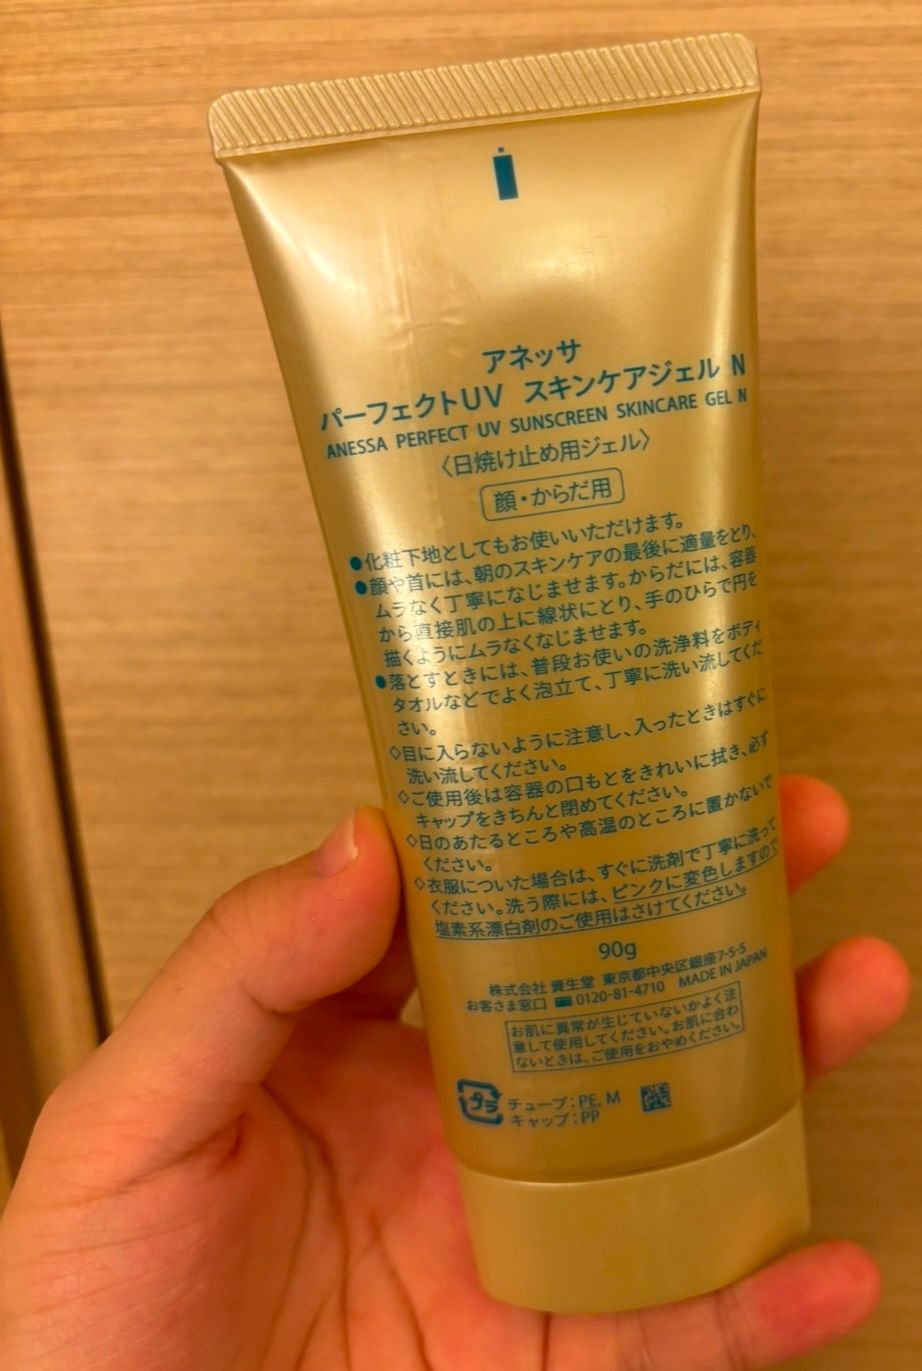 アネッサ
パーフェクトUV スキンケアジェル N
ANESSA PERFECT UV SUNSCREEN SKINCARE GEL N
〈日焼け止め用ジェル〉
顔・からだ用
●化粧下地としてもお使いいただけます。
●顔や首には、朝のスキンケアの最後に適量をとり、
ムラなく丁寧になじませます。からだには、容器
から直接肌の上に線状にとり、手のひらで円を
描くようにムラなくなじませます。
●落とすときには、普段お使いの洗浄料をボディ
タオルなどでよく泡立て、丁寧に洗い流してくだ
さい。
◇目に入らないように注意し、入ったときはすぐに
洗い流してください。
◇ご使用後は容器の口もとをきれいに拭き、必ず
キャップをきちんと閉めてください。
◇日のあたるところや高温のところに置かないで
ください。
◇衣服についた場合は、すぐに洗剤で丁寧に洗って
ください。洗う際には、ピンクに変色しますので
塩素系漂白剤のご使用はさけてください。
90g
株式会社 資生堂 東京都中央区銀座7-5-5
お客さま窓口 0120-81-4710 MADE IN JAPAN
お肌に異常が生じていないかよく注
意して使用してください。お肌に合わ
ないときは、ご使用をおやめください。
プラ チューブ：PE, M
キャップ：PP